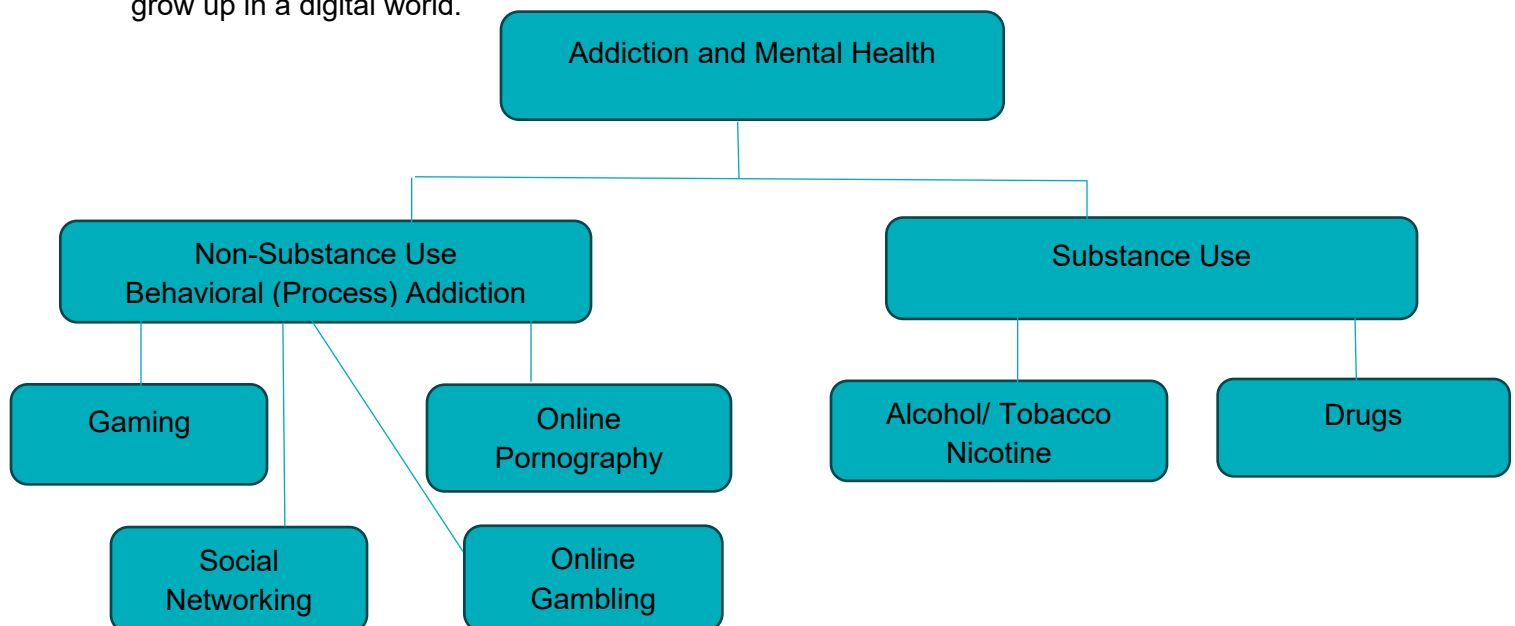 grow up in a digital world.
Addiction and Mental Health
Non-Substance Use
Behavioral (Process) Addiction
Substance Use
Gaming
Online
Pornography
Alcohol/ Tobacco
Nicotine
Drugs
Social
Networking
Online
Gambling